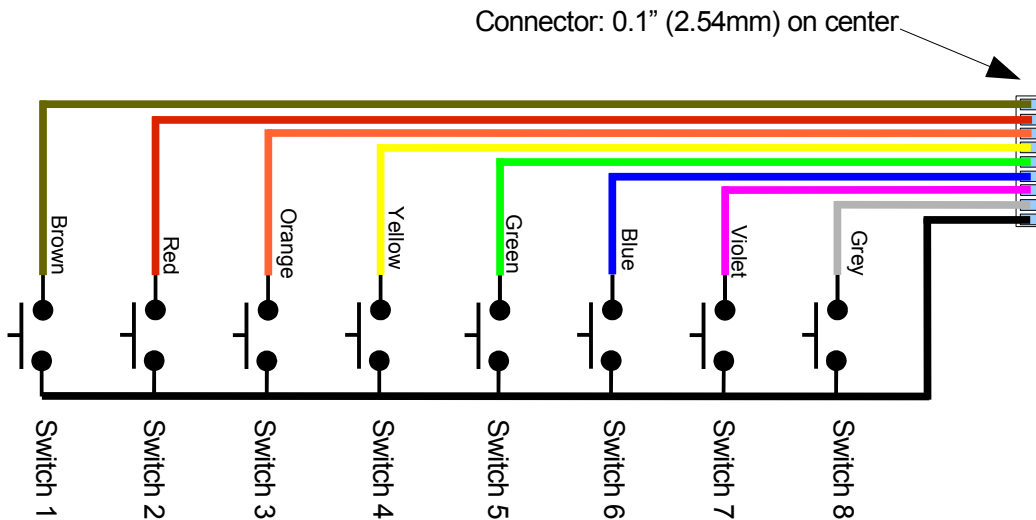 Connector: 0.1” (2.54mm) on center
Brown
Red
Orange
Yellow
Green
Blue
Violet
Grey
Switch 1
Switch 2
Switch 3
Switch 4
Switch 5
Switch 6
Switch 7
Switch 8